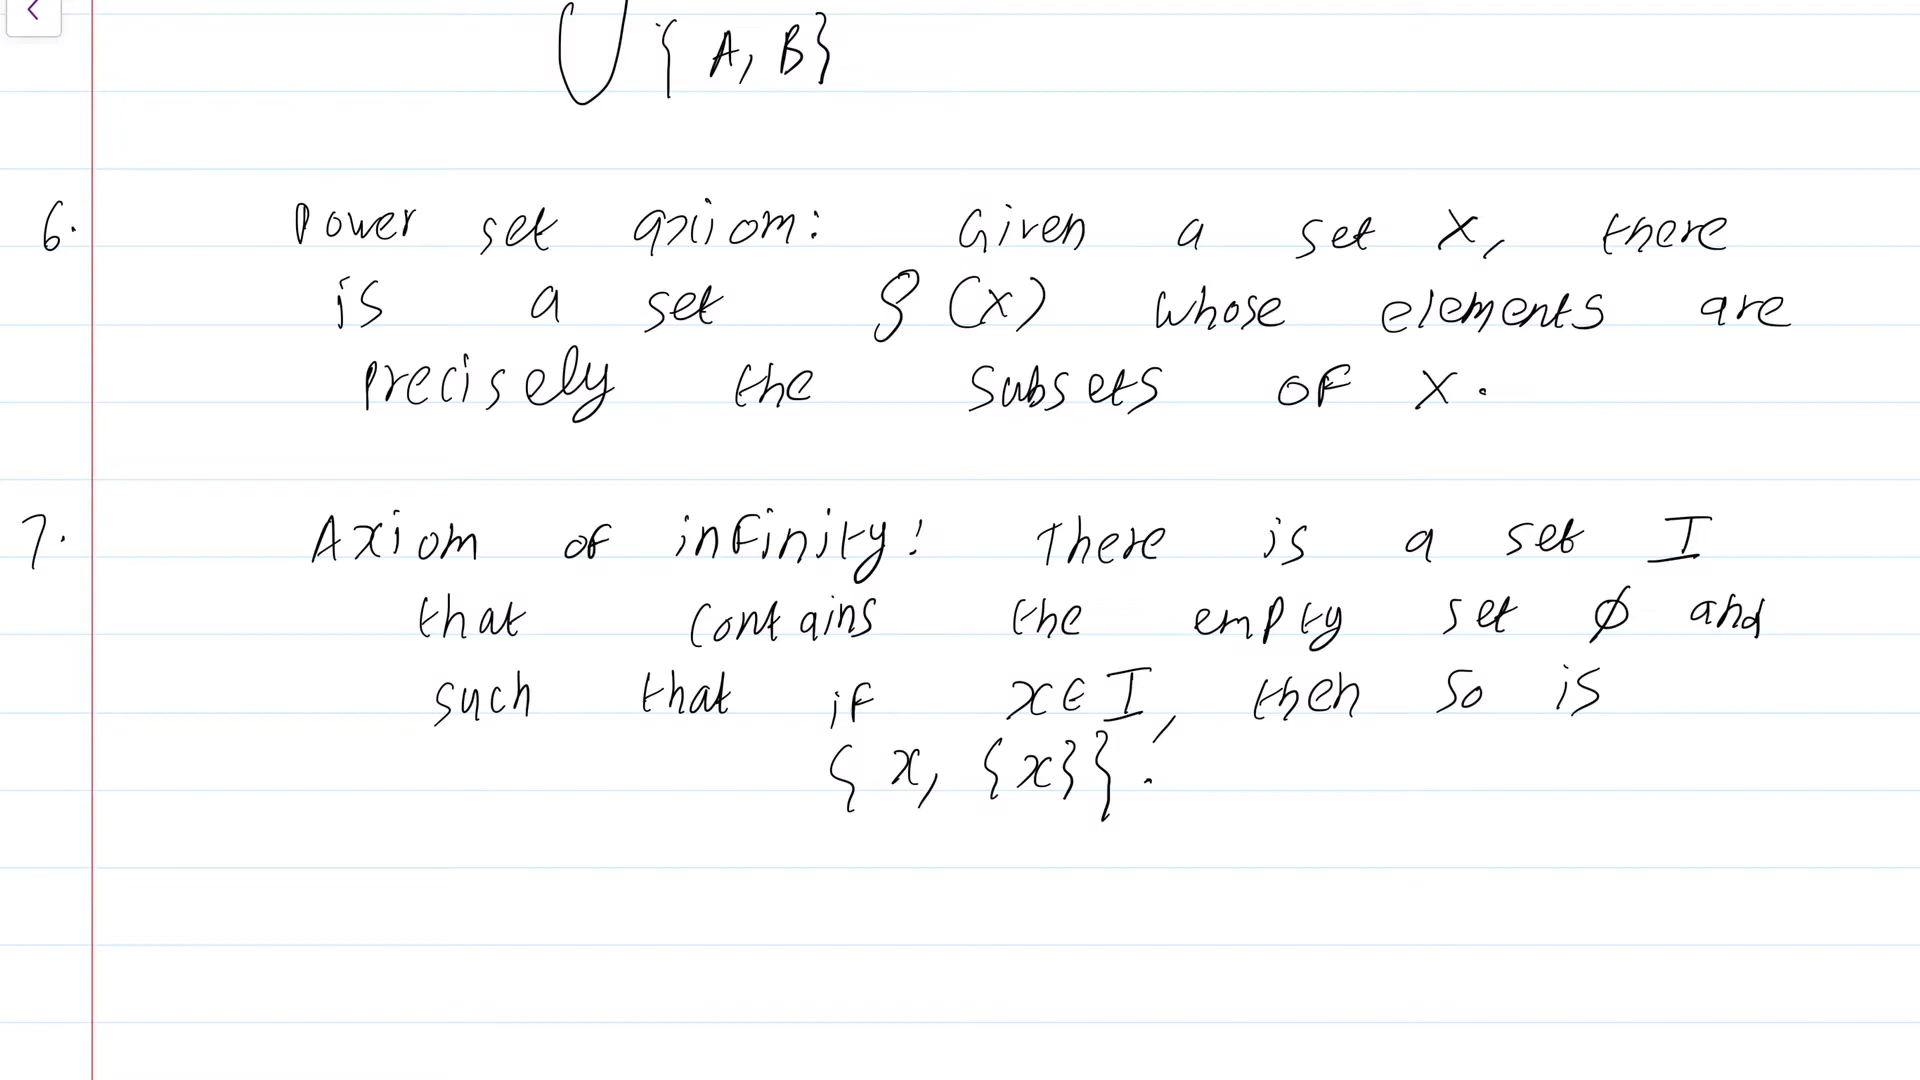 ⋃ { A, B}
6. Power set axiom: Given a set X, there
is a set ℘(X) whose elements are
precisely the subsets of X.
7. Axiom of infinity: There is a set I
that contains the empty set ∅ and
such that if x ∈ I, then so is
{ x, {x}}.